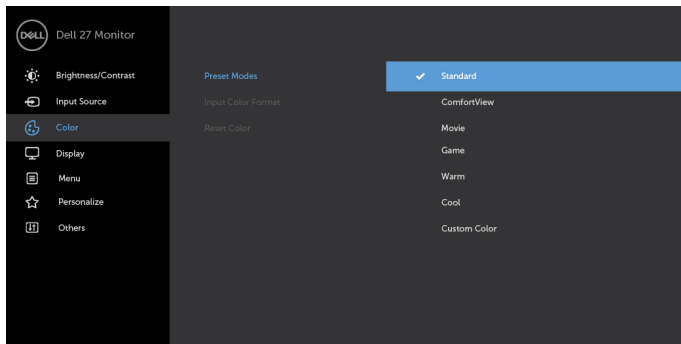 DELL Dell 27 Monitor
Brightness/Contrast
Input Source
Color
Display
Menu
Personalize
Others
Preset Modes
Input Color Format
Reset Color
Standard
ComfortView
Movie
Game
Warm
Cool
Custom Color